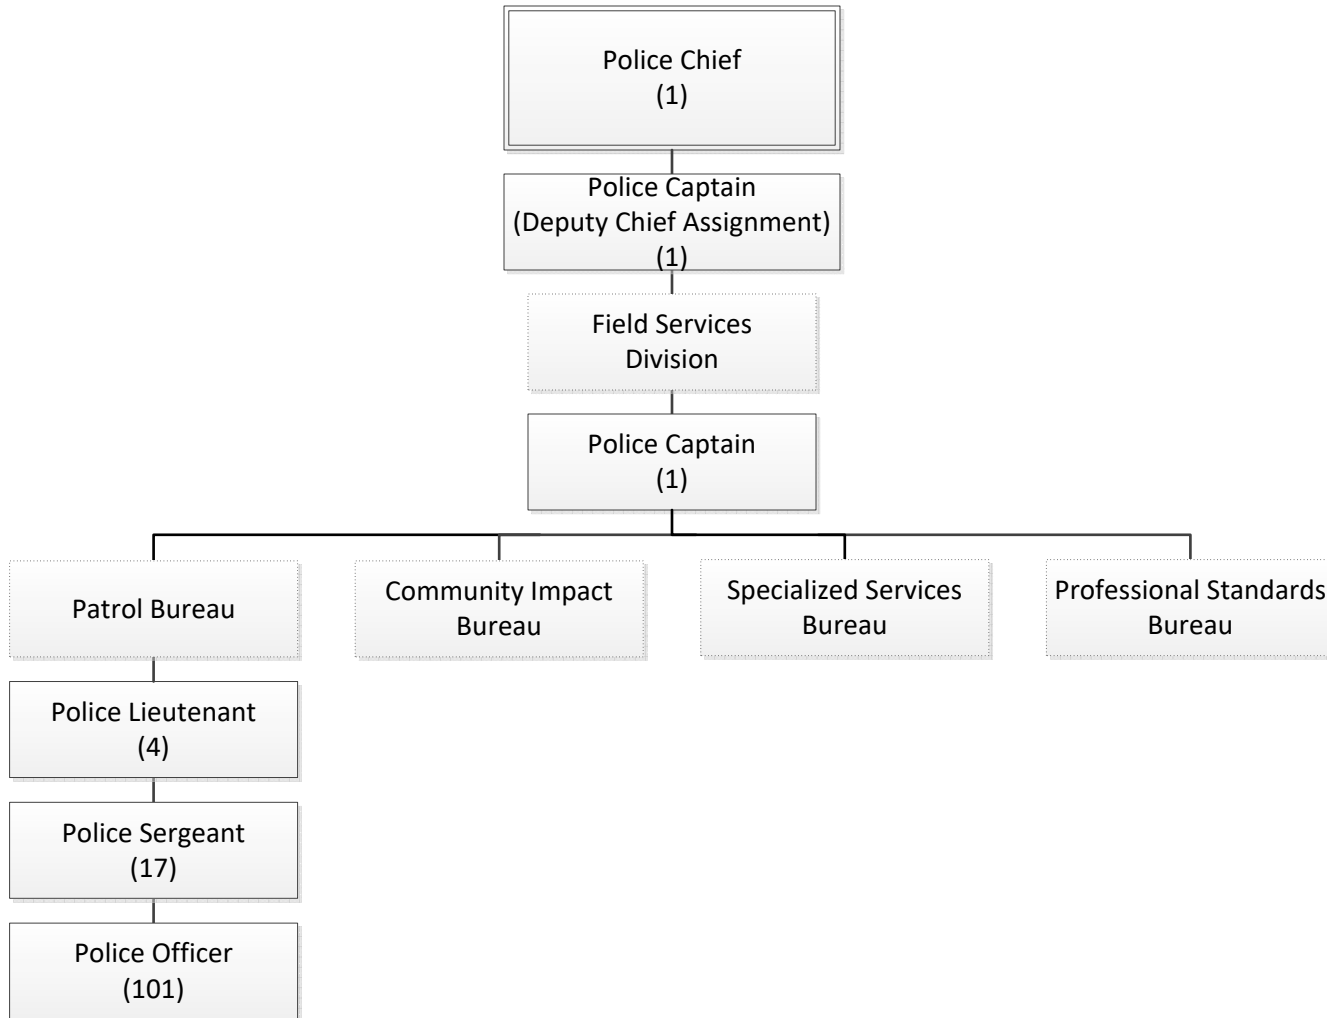 Police Chief
(1)
Police Captain
(Deputy Chief Assignment)
(1)
Field Services
Division
Police Captain
(1)
Patrol Bureau
Community Impact
Bureau
Specialized Services
Bureau
Professional Standards
Bureau
Police Lieutenant
(4)
Police Sergeant
(17)
Police Officer
(101)